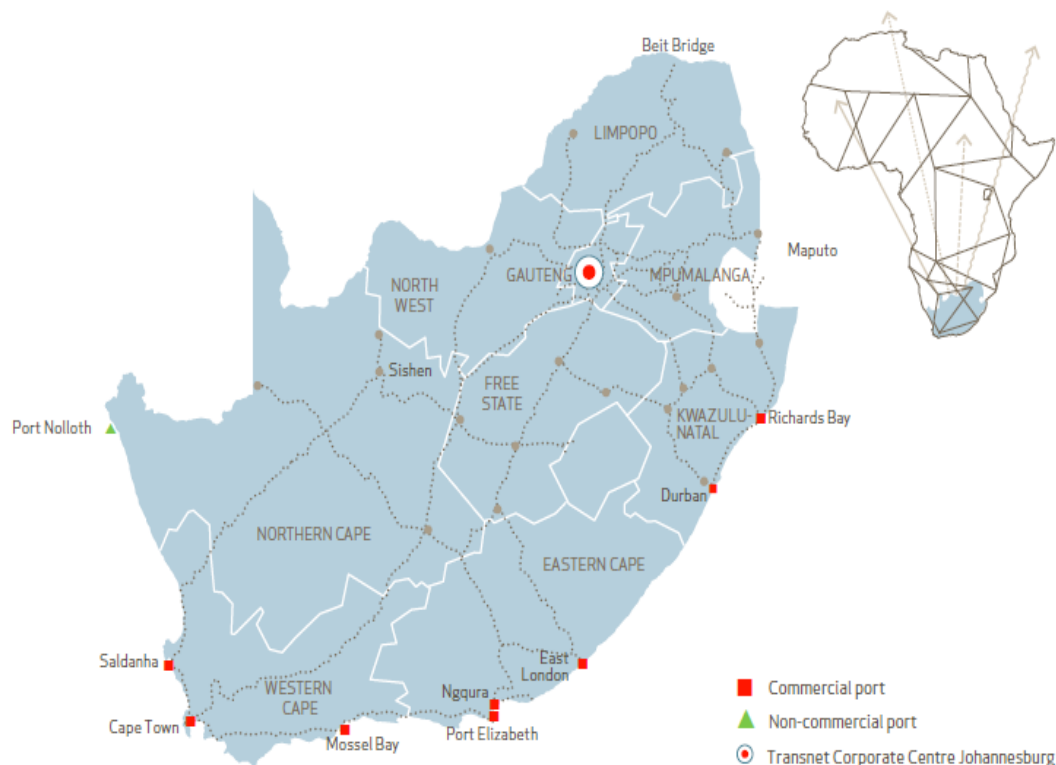 Beit Bridge
LIMPOPO
Maputo
GAUTENG
MPUMALANGA
NORTH
WEST
Sishen
FREE
STATE
KWAZULU-
NATAL
Richards Bay
Port Nolloth
Durban
NORTHERN CAPE
EASTERN CAPE
Saldanha
East
London
WESTERN
CAPE
Ngqura
Cape Town
Port Elizabeth
Mossel Bay
Commercial port
Non-commercial port
Transnet Corporate Centre Johannesburg